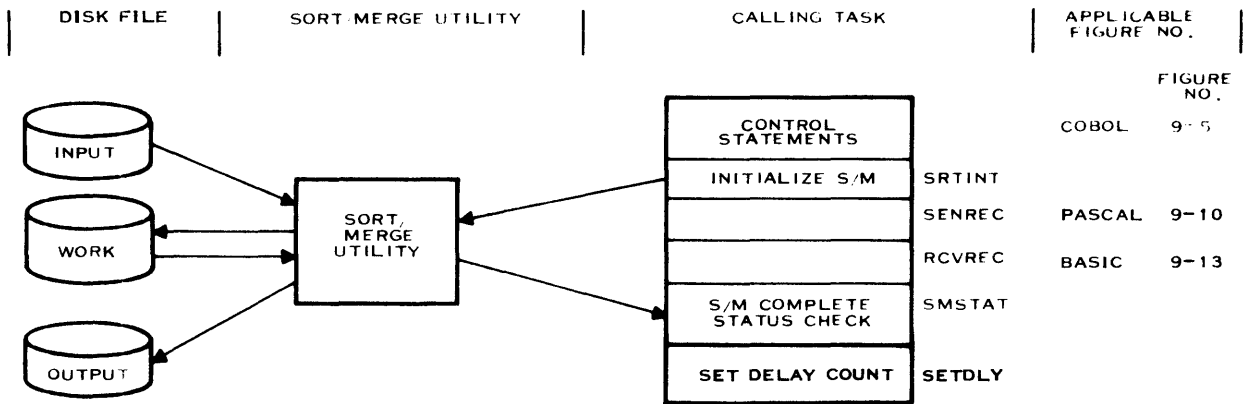 DISK FILE
SORT/MERGE UTILITY
CALLING TASK
APPLICABLE
FIGURE NO.
FIGURE
NO.
INPUT
WORK
OUTPUT
SORT/
MERGE
UTILITY
CONTROL
STATEMENTS
INITIALIZE S/M
SRTINT
SENREC
RCVREC
S/M COMPLETE
STATUS CHECK
SMSTAT
SET DELAY COUNT
SETDLY
COBOL
PASCAL 9-10
BASIC 9-13